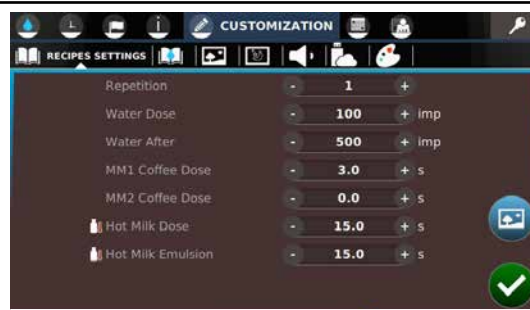 CUSTOMIZATION
RECIPES SETTINGS
Repetition - 1 +
Water Dose - 100 + imp
Water After - 500 + imp
MM1 Coffee Dose - 3.0 + s
MM2 Coffee Dose - 0.0 + s
Hot Milk Dose - 15.0 + s
Hot Milk Emulsion - 15.0 + s